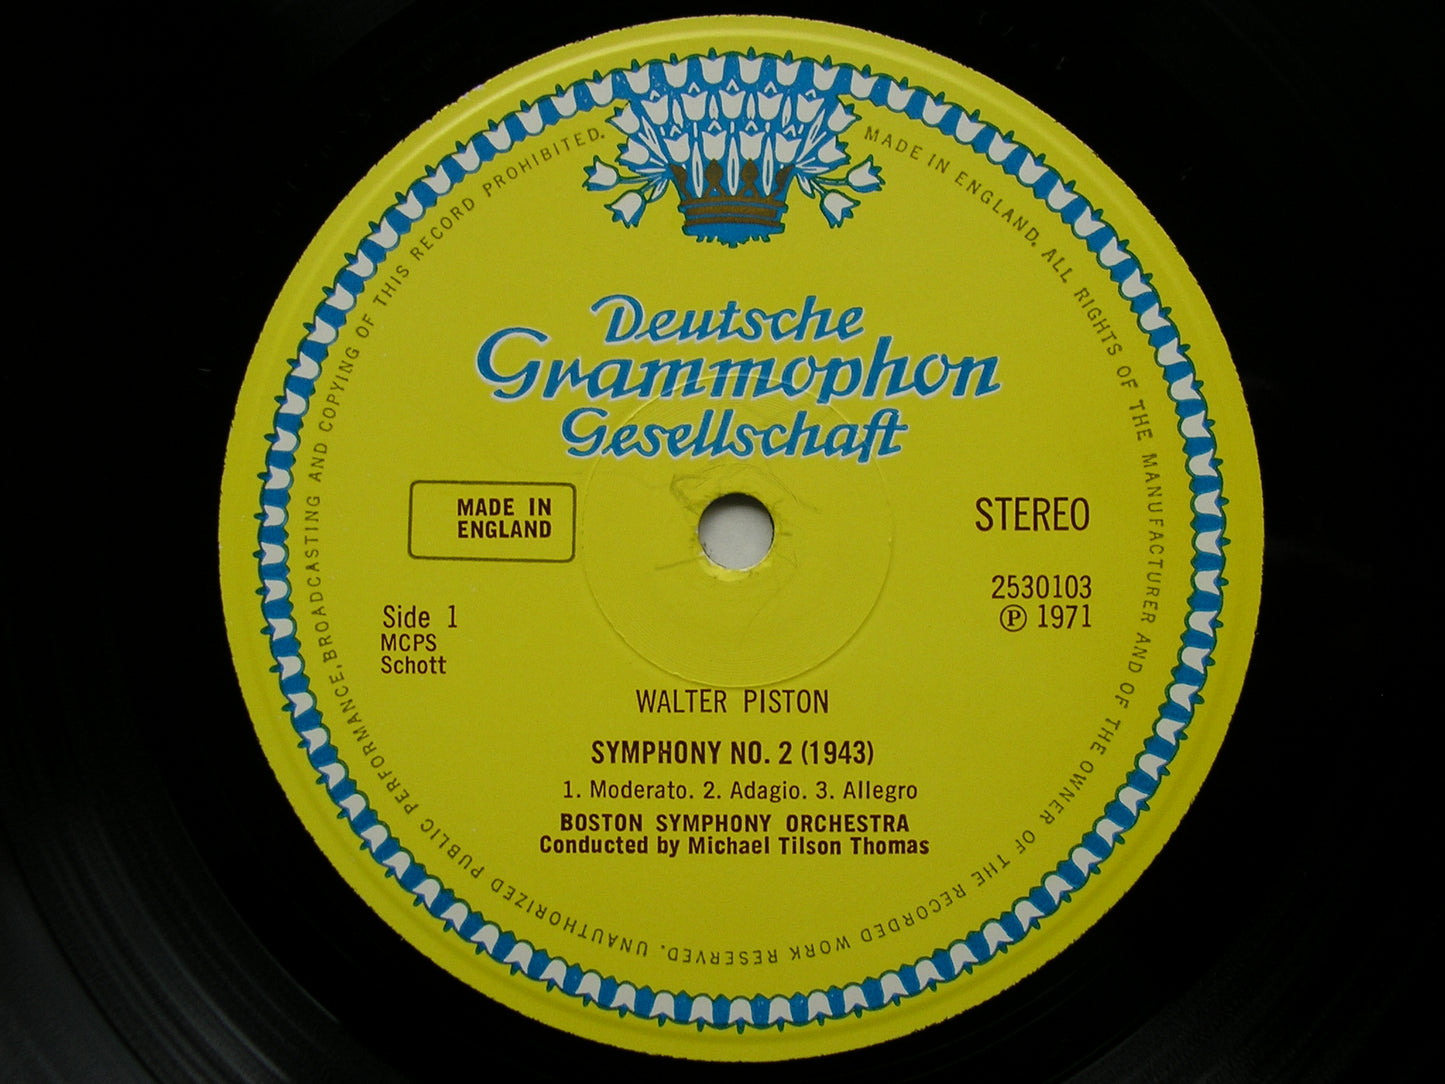 Deutsche
Grammophon
Gesellschaft
MADE IN
ENGLAND
STEREO
2530103
Ⓟ 1971
Side 1
MCPS
Schott
WALTER PISTON
SYMPHONY NO. 2 (1943)
1. Moderato. 2. Adagio. 3. Allegro
BOSTON SYMPHONY ORCHESTRA
Conducted by Michael Tilson Thomas
MADE IN ENGLAND. ALL RIGHTS OF THE MANUFACTURER AND OF THE OWNER OF THE RECORDED WORK RESERVED. UNAUTHORIZED PUBLIC PERFORMANCE, BROADCASTING AND COPYING OF THIS RECORD PROHIBITED.